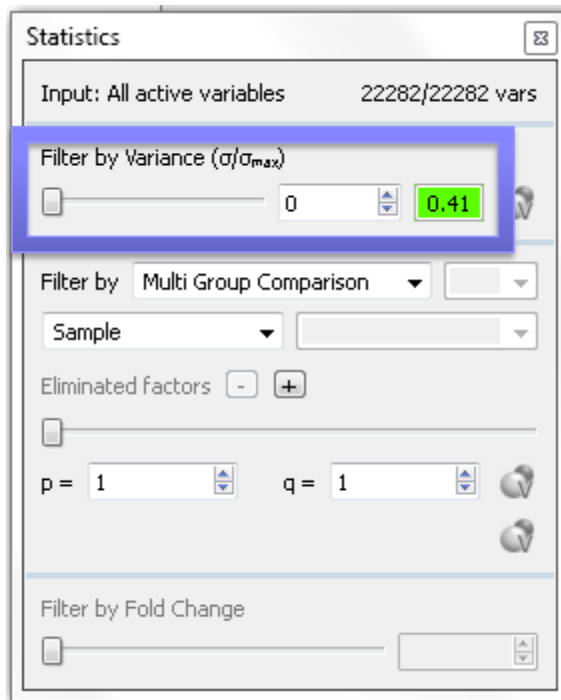 Statistics
Input: All active variables 22282/22282 vars
Filter by Variance (σ/σmax)
0 0.41
Filter by Multi Group Comparison
Sample
Eliminated factors - +
p = 1 q = 1
Filter by Fold Change